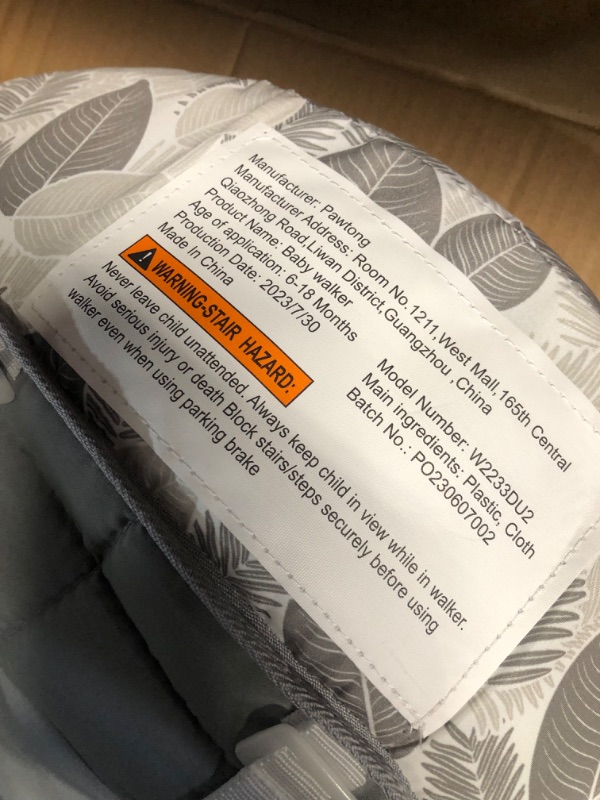 Manufacturer: Pawtong
Manufacturer Address: Room No.1211,West Mall,165th Central
Qiaozhong Road,Liwan District,Guangzhou ,China
Product Name: Baby walker
Age of application: 6-18 Months
Production Date: 2023/7/30
Made in China
Model Number: W2233DU2
Main ingredients: Plastic, Cloth
Batch No.: PO230607002
WARNING-STAIR HAZARD:
Never leave child unattended. Always keep child in view while in walker.
Avoid serious injury or death Block stairs/steps securely before using
walker even when using parking brake